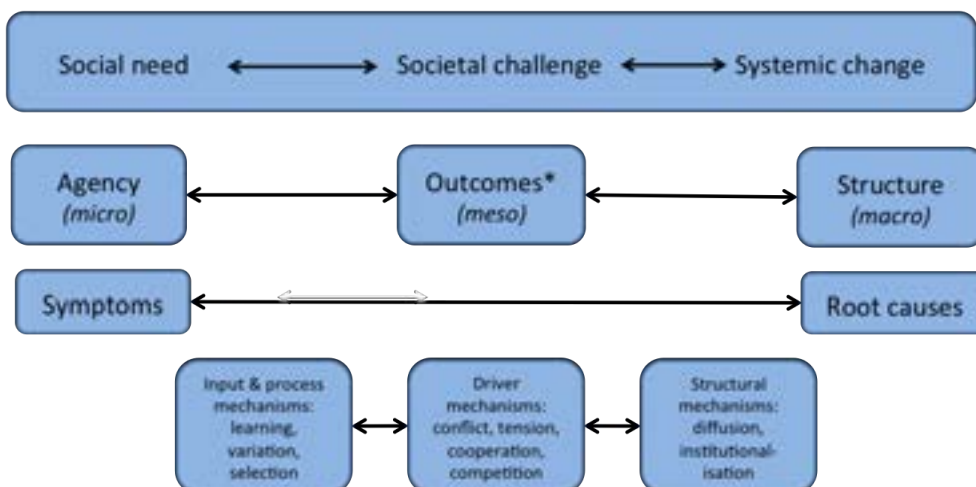 Social need Societal challenge Systemic change
Agency Outcomes* Structure
(micro) (meso) (macro)
Symptoms Root causes
Input & process
mechanisms:
learning,
variation,
selection
Driver
mechanisms:
conflict, tension,
cooperation,
competition
Structural
mechanisms:
diffusion,
institutional-
isation